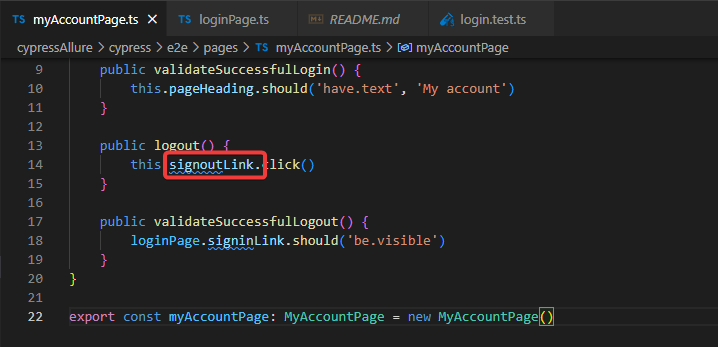 TS myAccountPage.ts × TS loginPage.ts README.md login.test.ts
cypressAllure > cypress > e2e > pages > TS myAccountPage.ts > myAccountPage
9 public validateSuccessfulLogin() {
10 this.pageHeading.should('have.text', 'My account')
11 }
12
13 public logout() {
14 this.signoutLink.click()
15 }
16
17 public validateSuccessfulLogout() {
18 loginPage.signinLink.should('be.visible')
19 }
20 }
21
22 export const myAccountPage: MyAccountPage = new MyAccountPage()